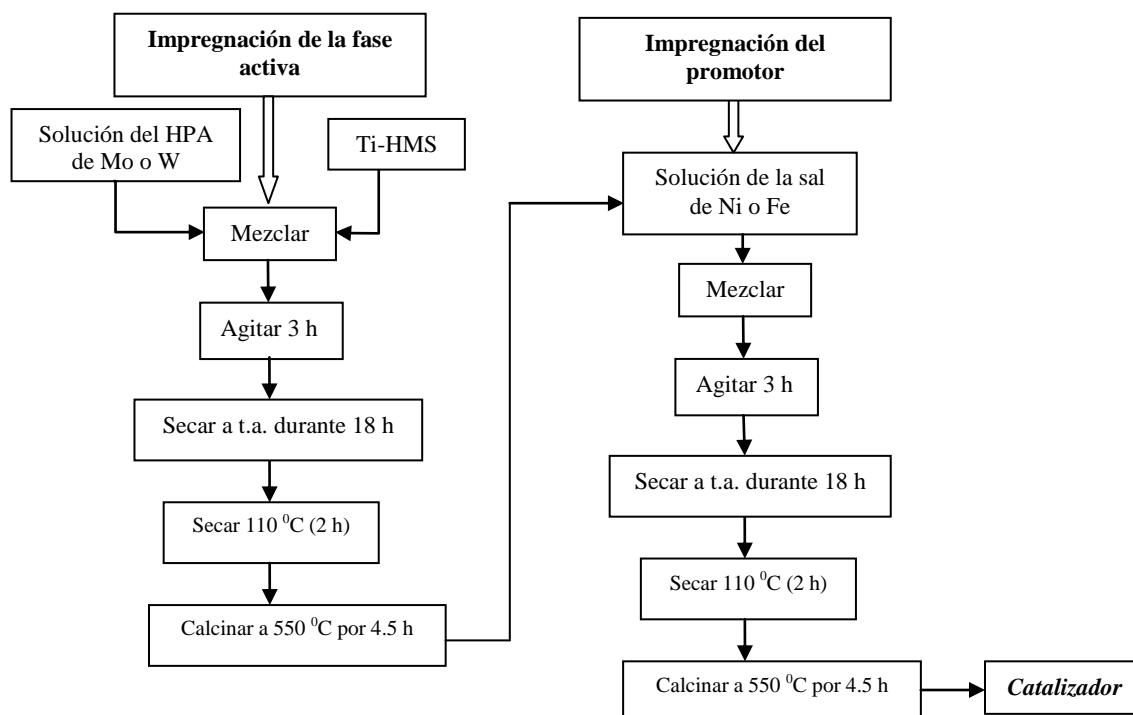 Impregnación de la fase
activa
Solución del HPA
de Mo o W
Ti-HMS
Mezclar
Agitar 3 h
Secar a t.a. durante 18 h
Secar 110 ⁰C (2 h)
Calcinar a 550 ⁰C por 4.5 h
Impregnación del
promotor
Solución de la sal
de Ni o Fe
Mezclar
Agitar 3 h
Secar a t.a. durante 18 h
Secar 110 ⁰C (2 h)
Calcinar a 550 ⁰C por 4.5 h
Catalizador